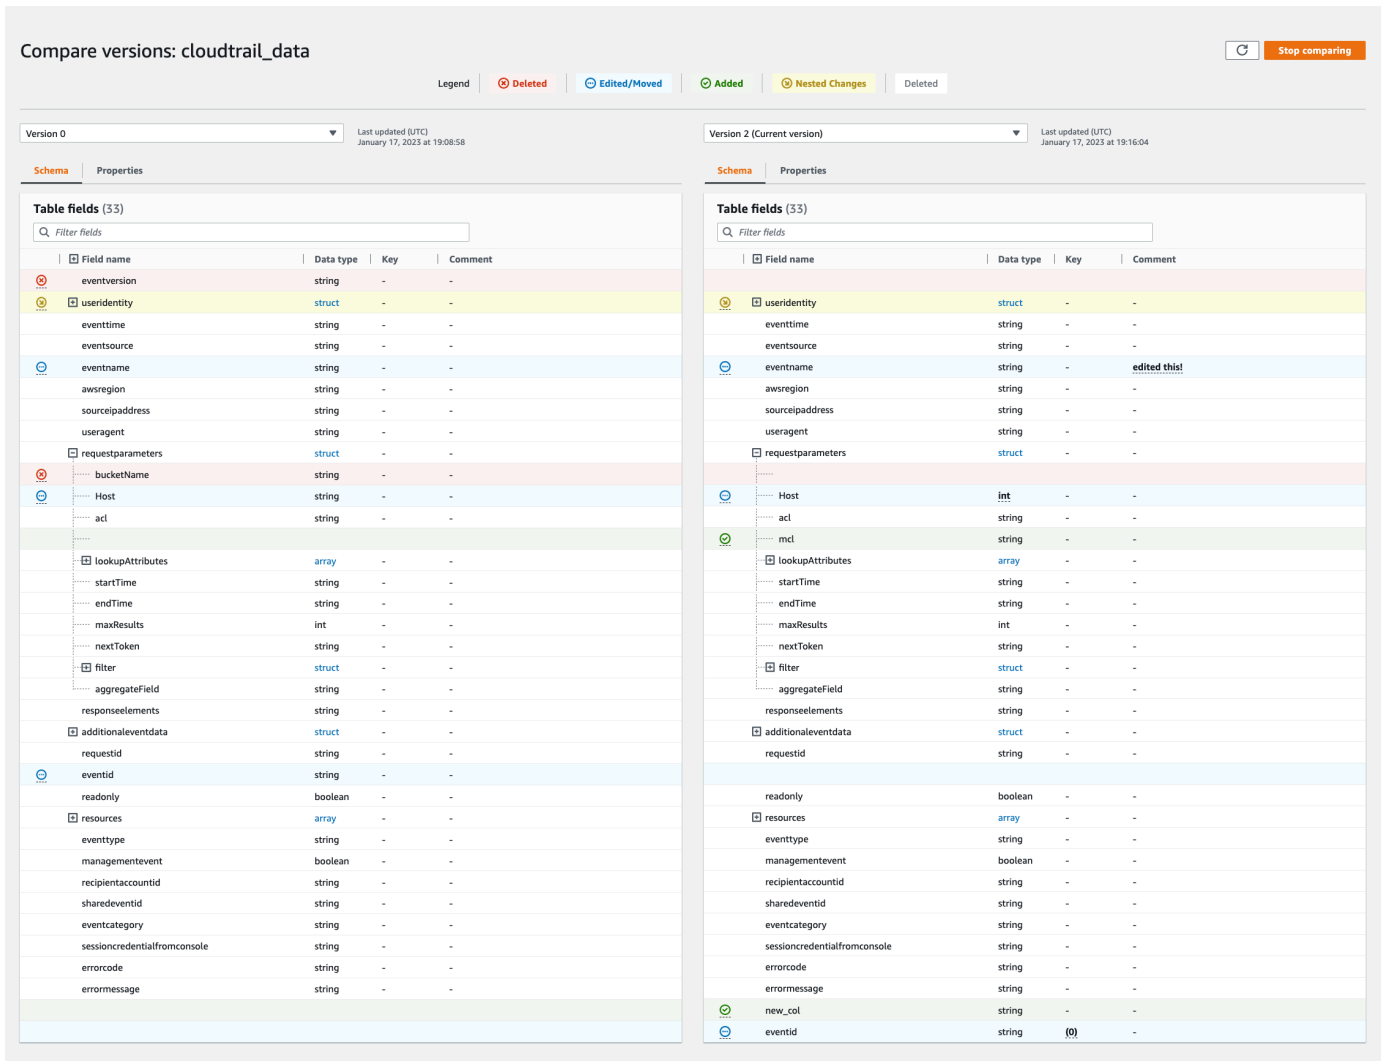 Compare versions: cloudtrail_data
Stop comparing
Legend Deleted Edited/Moved Added Nested Changes Deleted
Version 0
Last updated (UTC)
January 17, 2023 at 19:08:58
Schema Properties
Table fields (33)
Filter fields
Field name Data type Key Comment
eventversion string - -
useridentity struct - -
eventtime string - -
eventsource string - -
eventname string - -
awsregion string - -
sourceipaddress string - -
useragent string - -
requestparameters struct - -
bucketName string - -
Host string - -
acl string - -
lookupAttributes array - -
startTime string - -
endTime string - -
maxResults int - -
nextToken string - -
filter struct - -
aggregateField string - -
responseelements string - -
additionaleventdata struct - -
requestid string - -
eventid string - -
readonly boolean - -
resources array - -
eventtype string - -
managementevent boolean - -
recipientaccountid string - -
sharedeventid string - -
eventcategory string - -
sessioncredentialfromconsole string - -
errorcode string - -
errormessage string - -
Version 2 (Current version)
Last updated (UTC)
January 17, 2023 at 19:16:04
Schema Properties
Table fields (33)
Filter fields
Field name Data type Key Comment
useridentity struct - -
eventtime string - -
eventsource string - -
eventname string - edited this!
awsregion string - -
sourceipaddress string - -
useragent string - -
requestparameters struct - -
Host int - -
acl string - -
mcl string - -
lookupAttributes array - -
startTime string - -
endTime string - -
maxResults int - -
nextToken string - -
filter struct - -
aggregateField string - -
responseelements string - -
additionaleventdata struct - -
requestid string - -
readonly boolean - -
resources array - -
eventtype string - -
managementevent boolean - -
recipientaccountid string - -
sharedeventid string - -
eventcategory string - -
sessioncredentialfromconsole string - -
errorcode string - -
errormessage string - -
new_col string - -
eventid string (0) -